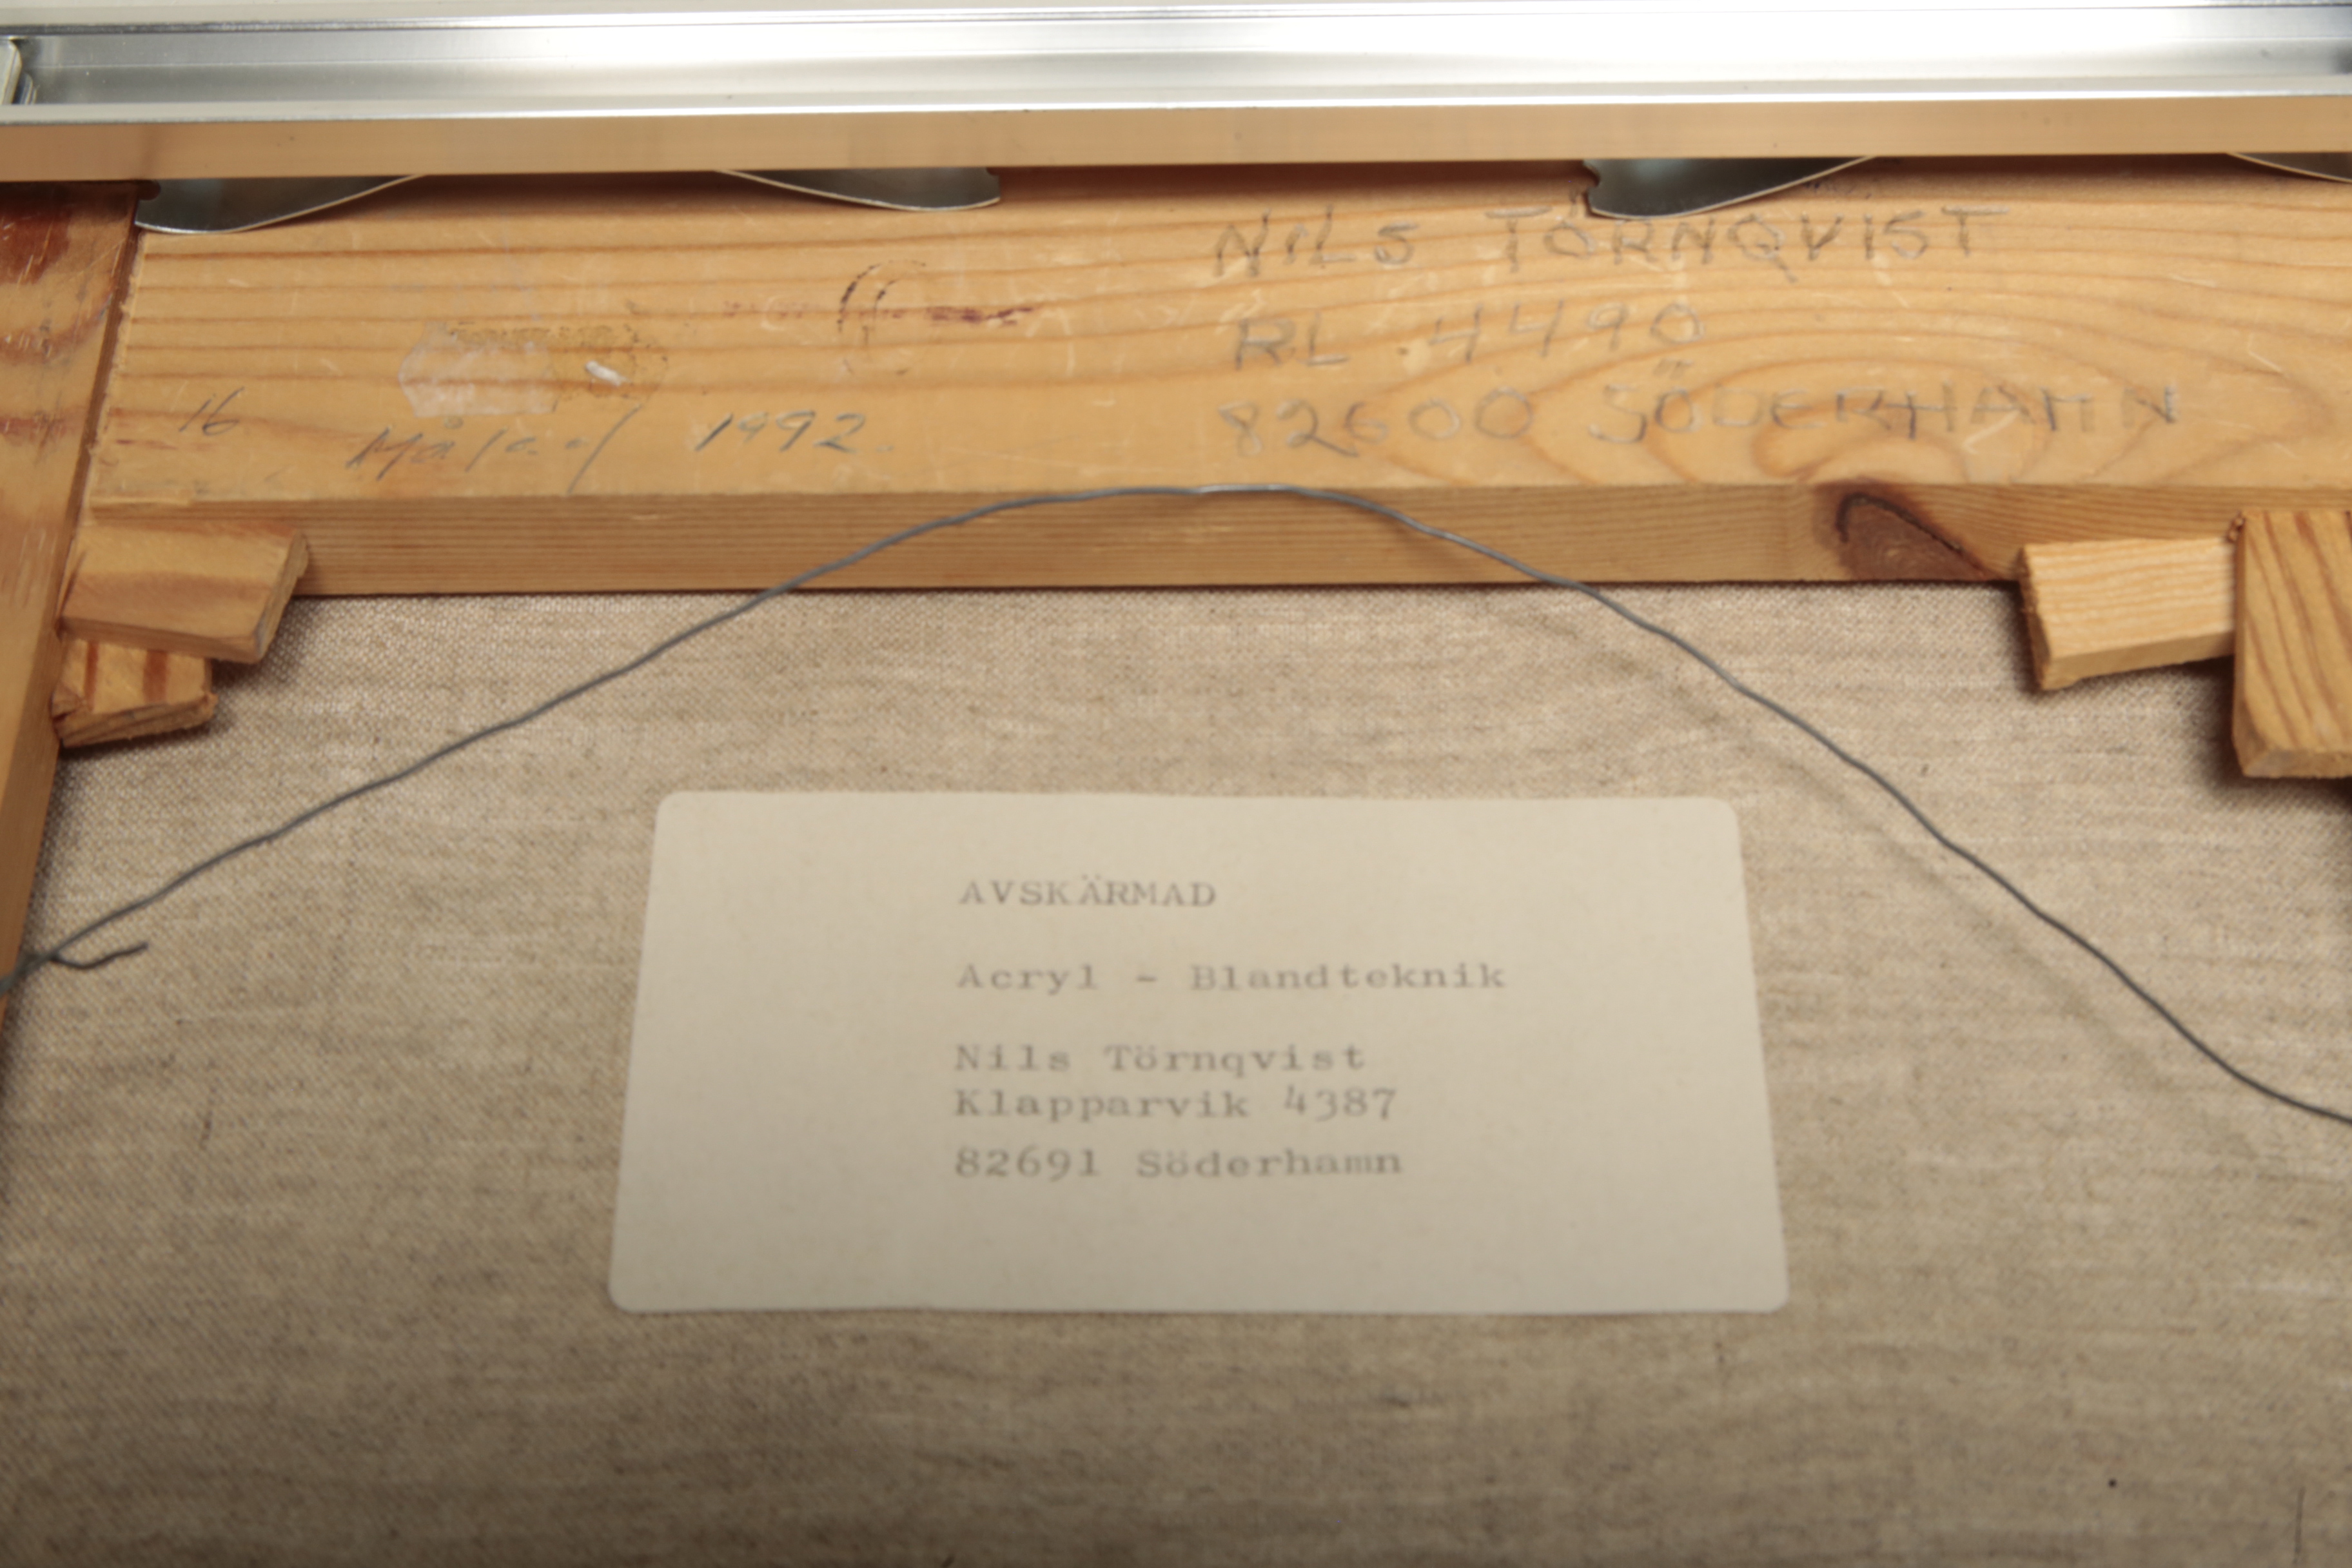 NILS TÖRNQVIST
RL 4490
82600 SÖDERHAMN
16 Målad 1992.
AVSKÄRMAD
Acryl - Blandteknik
Nils Törnqvist
Klapparvik 4387
82691 Söderhamn